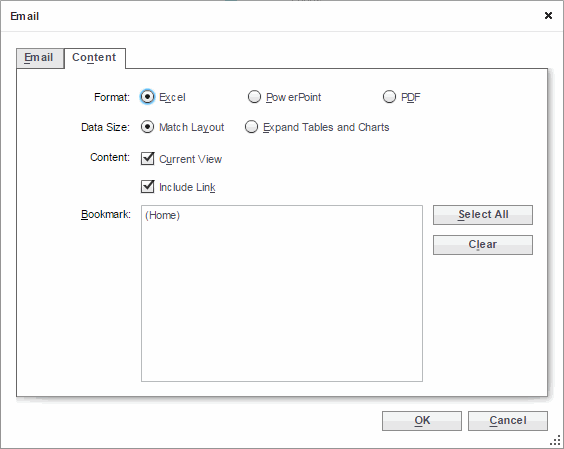 Email
Email Content
Format: Excel PowerPoint PDF
Data Size: Match Layout Expand Tables and Charts
Content: Current View
Include Link
Bookmark: (Home) Select All
Clear
OK Cancel